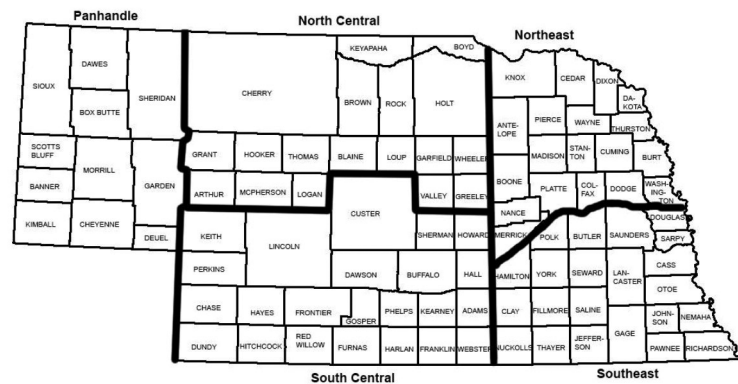 Panhandle
North Central
Northeast
KEYAPAHA
BOYD
SIOUX
DAWES
SHERIDAN
BOX BUTTE
CHERRY
BROWN
ROCK
HOLT
KNOX
CEDAR
DIXON
DA-
KOTA
ANTE-
LOPE
PIERCE
WAYNE
THURSTON
SCOTTS
BLUFF
MORRILL
GARDEN
GRANT
HOOKER
THOMAS
BLAINE
LOUP
GARFIELD
WHEELER
MADISON
STAN-
TON
CUMING
BURT
BANNER
ARTHUR
MCPHERSON
LOGAN
CUSTER
VALLEY
GREELEY
BOONE
PLATTE
COL-
FAX
DODGE
WASH-
ING-
TON
KIMBALL
CHEYENNE
DEUEL
KEITH
LINCOLN
SHERMAN
HOWARD
NANCE
MERRICK
POLK
BUTLER
SAUNDERS
DOUGLAS
SARPY
PERKINS
DAWSON
BUFFALO
HALL
HAMILTON
YORK
SEWARD
LAN-
CASTER
CASS
OTOE
CHASE
HAYES
FRONTIER
GOSPER
PHELPS
KEARNEY
ADAMS
CLAY
FILLMORE
SALINE
GAGE
JOHN-
SON
NEMAHA
DUNDY
HITCHCOCK
RED
WILLOW
FURNAS
HARLAN
FRANKLIN
WEBSTER
NUCKOLLS
THAYER
JEFFER-
SON
PAWNEE
RICHARDSON
South Central
Southeast